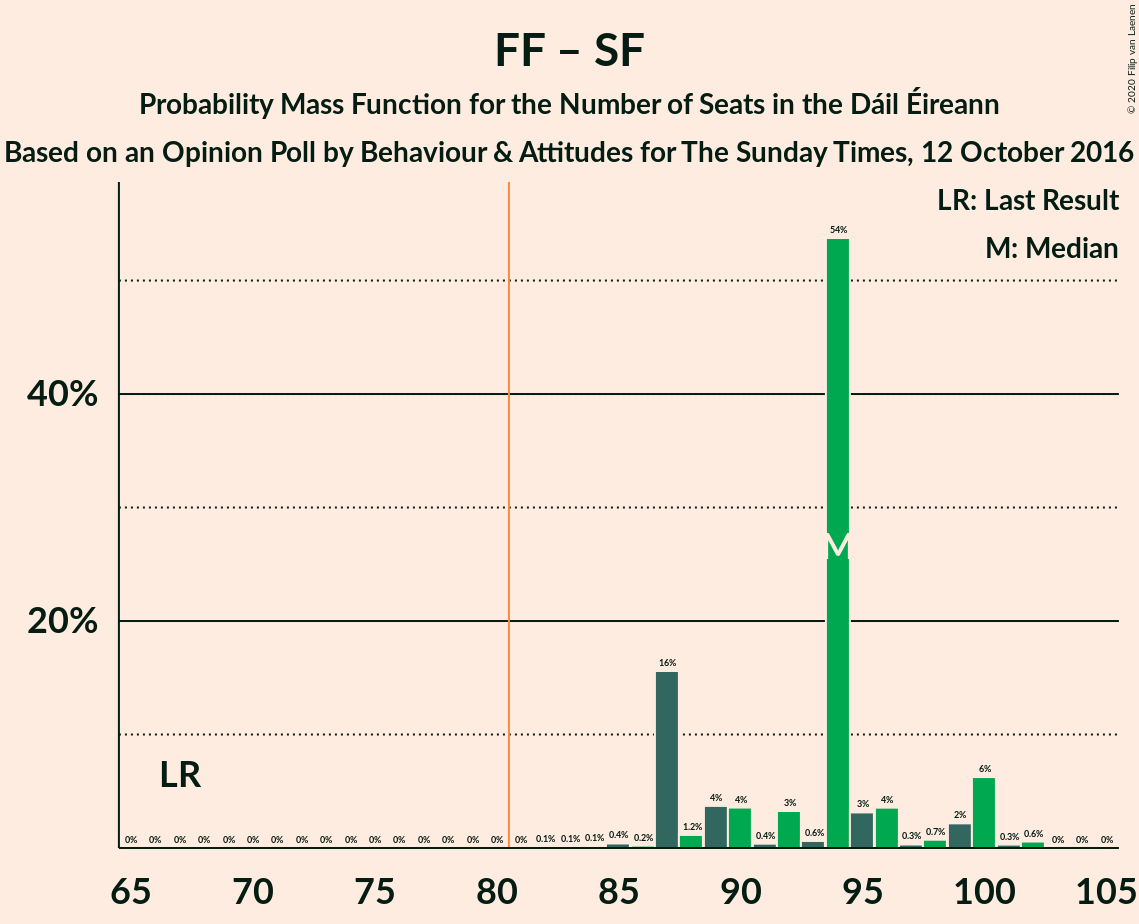 FF – SF
Probability Mass Function for the Number of Seats in the Dáil Éireann
Based on an Opinion Poll by Behaviour & Attitudes for The Sunday Times, 12 October 2016
© 2020 Filip van Laenen
LR: Last Result
M: Median
54%
40%
M
20%
16%
LR
0% 0% 0% 0% 0% 0% 0% 0% 0% 0% 0% 0% 0% 0% 0% 0% 0% 0.1% 0.1% 0.1% 0.4% 0.2% 1.2% 4% 4% 0.4% 3% 0.6% 3% 4% 0.3% 0.7% 2% 6% 0.3% 0.6% 0% 0% 0%
65 70 75 80 85 90 95 100 105